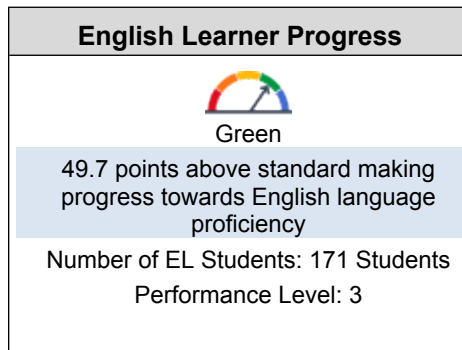 English Learner Progress
Green
49.7 points above standard making
progress towards English language
proficiency
Number of EL Students: 171 Students
Performance Level: 3